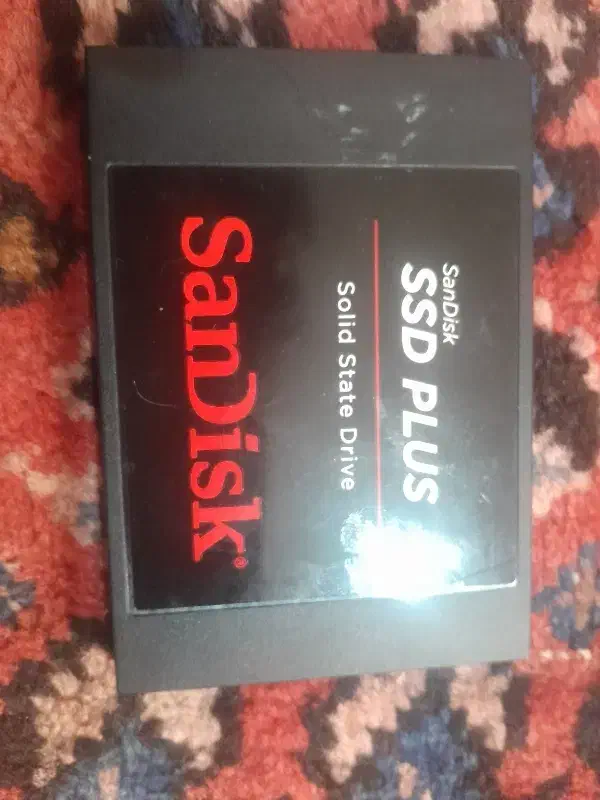 SanDisk
SSD PLUS
Solid State Drive
SanDisk®